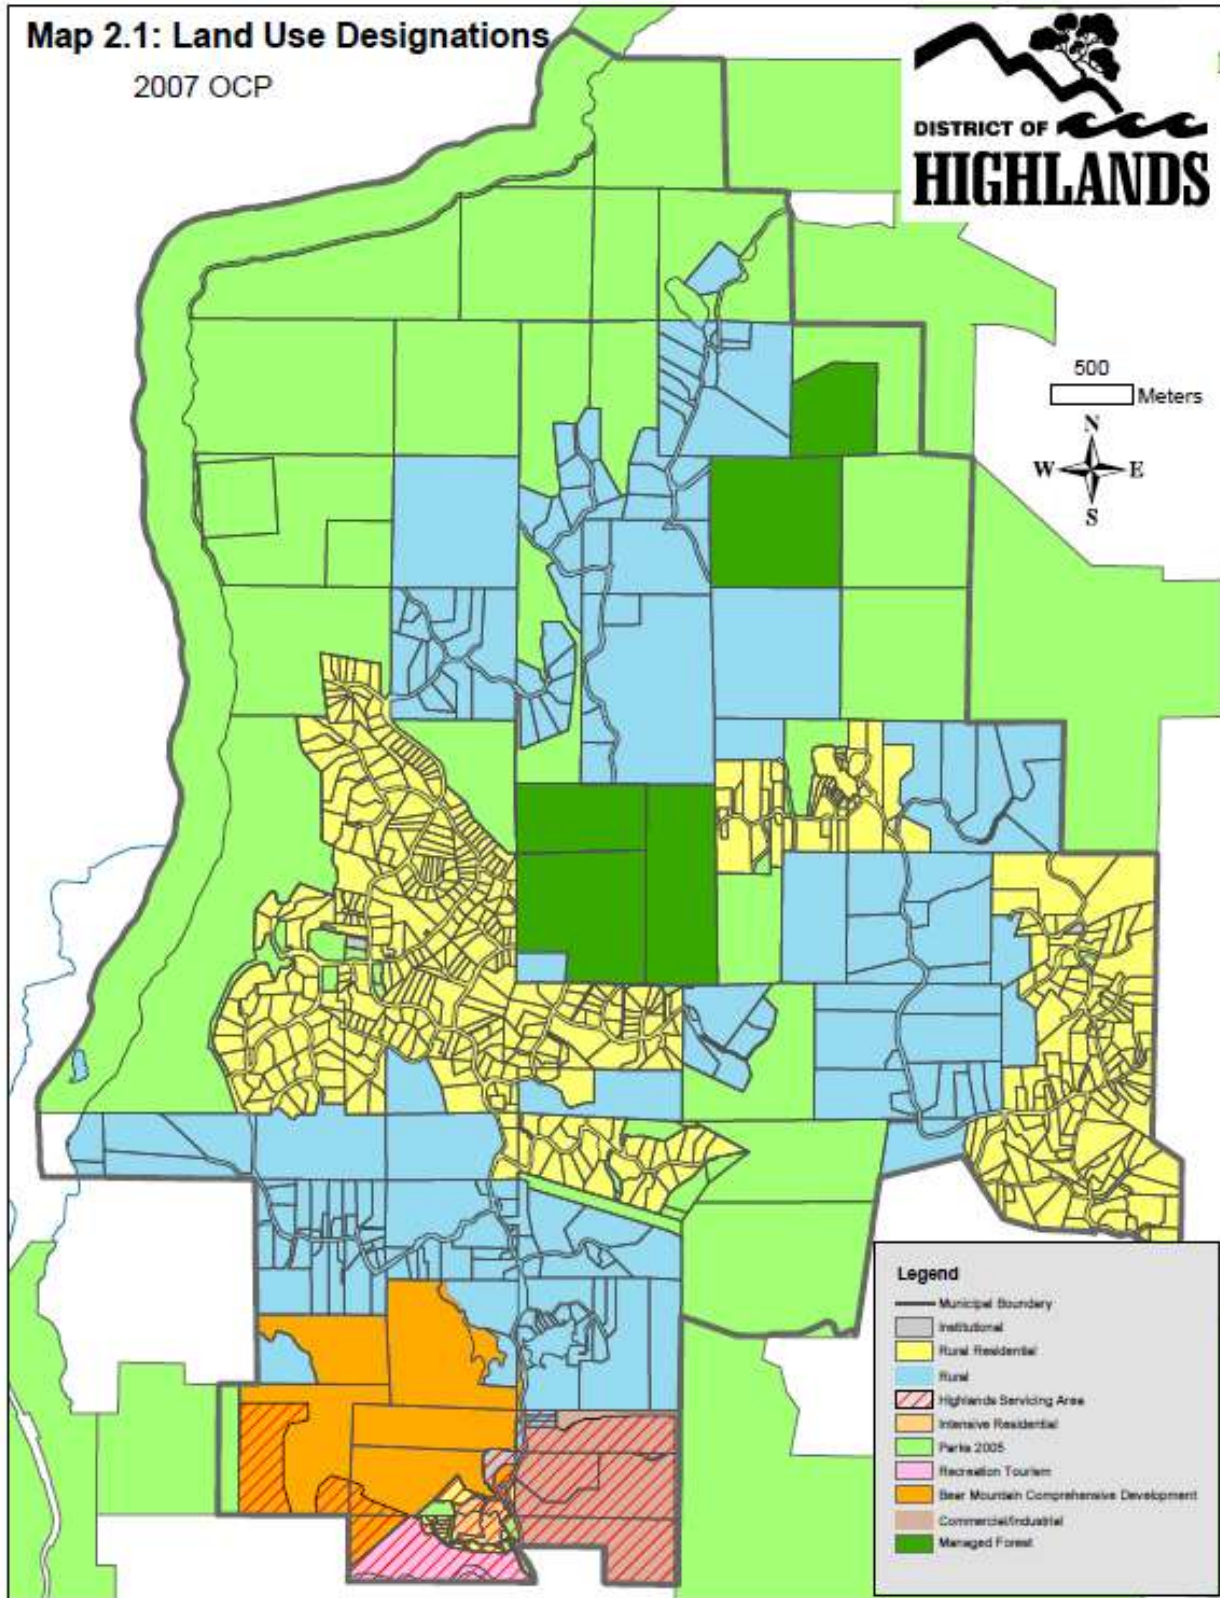 Map 2.1: Land Use Designations
2007 OCP
DISTRICT OF
HIGHLANDS
500
Meters
N
W E
S
Legend
Municipal Boundary
Institutional
Rural Residential
Rural
Highlands Servicing Area
Intensive Residential
Parks 2005
Recreation Tourism
Bear Mountain Comprehensive Development
Commercial/Industrial
Managed Forest